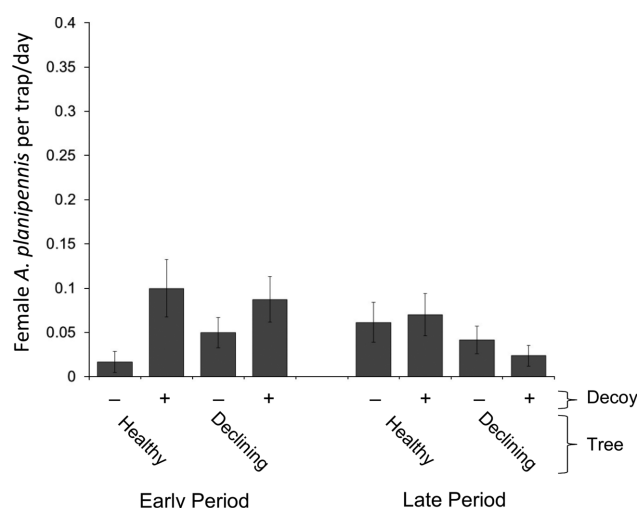 Female A. planipennis per trap/day
0.4
0.35
0.3
0.25
0.2
0.15
0.1
0.05
0
– + – + – + – + Decoy
Healthy Declining Healthy Declining Tree
Early Period Late Period